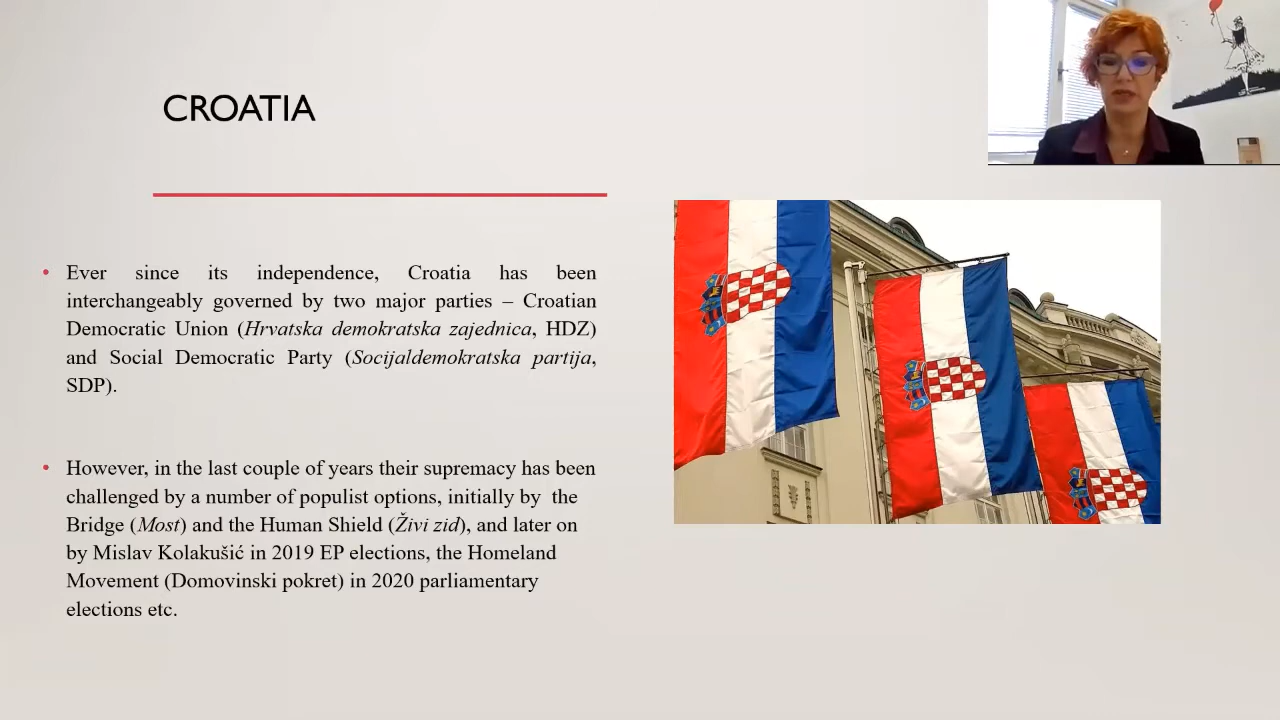 CROATIA
• Ever since its independence, Croatia has been
interchangeably governed by two major parties – Croatian
Democratic Union (Hrvatska demokratska zajednica, HDZ)
and Social Democratic Party (Socijaldemokratska partija,
SDP).
• However, in the last couple of years their supremacy has been
challenged by a number of populist options, initially by the
Bridge (Most) and the Human Shield (Živi zid), and later on
by Mislav Kolakušić in 2019 EP elections, the Homeland
Movement (Domovinski pokret) in 2020 parliamentary
elections etc.